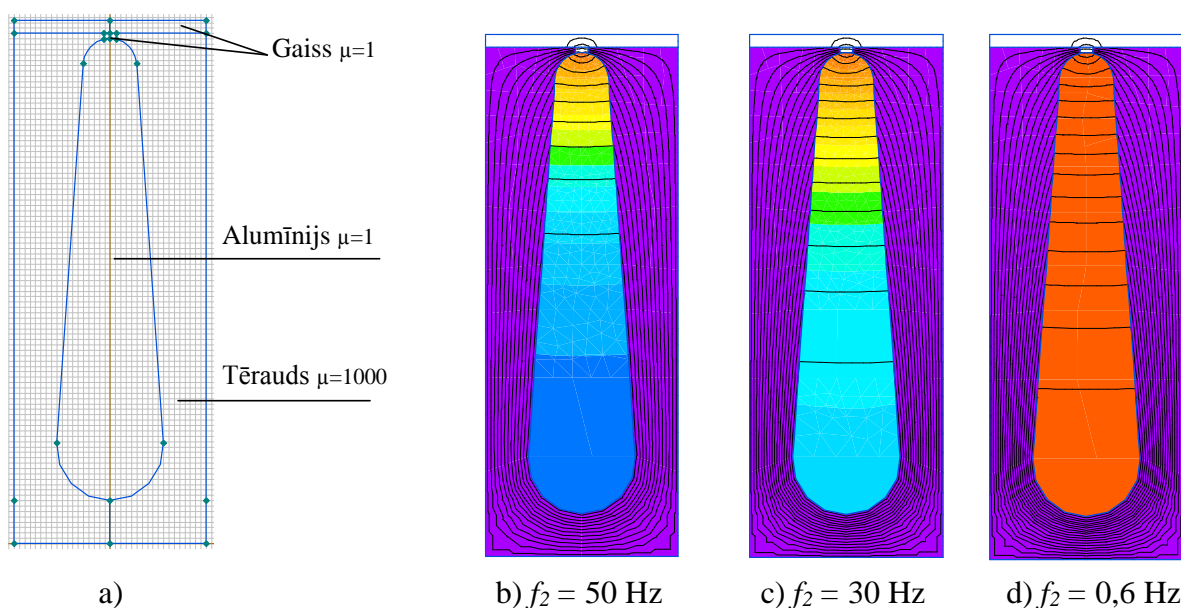 Gaiss μ=1
Alumīnijs μ=1
Tērauds μ=1000
a)
b) f₂ = 50 Hz
c) f₂ = 30 Hz
d) f₂ = 0,6 Hz